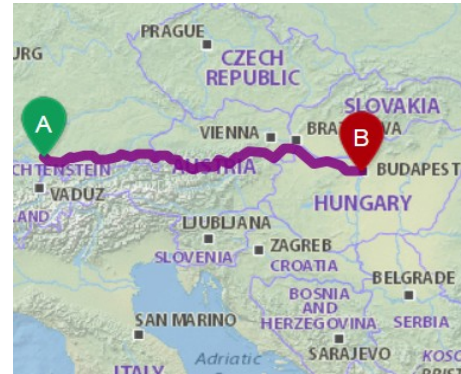 PRAGUE
CZECH
REPUBLIC
URG
SLOVAKIA
A
VIENNA
BRA
VA
B
CHTENSTEIN
AUSTRIA
BUDAPEST
VADUZ
LAND
HUNGARY
LJUBLJANA
SLOVENIA
ZAGREB
CROATIA
BELGRADE
BOSNIA
AND
HERZEGOVINA
SERBIA
SAN MARINO
SARAJEVO
KOSO
Adriatic
ITALY